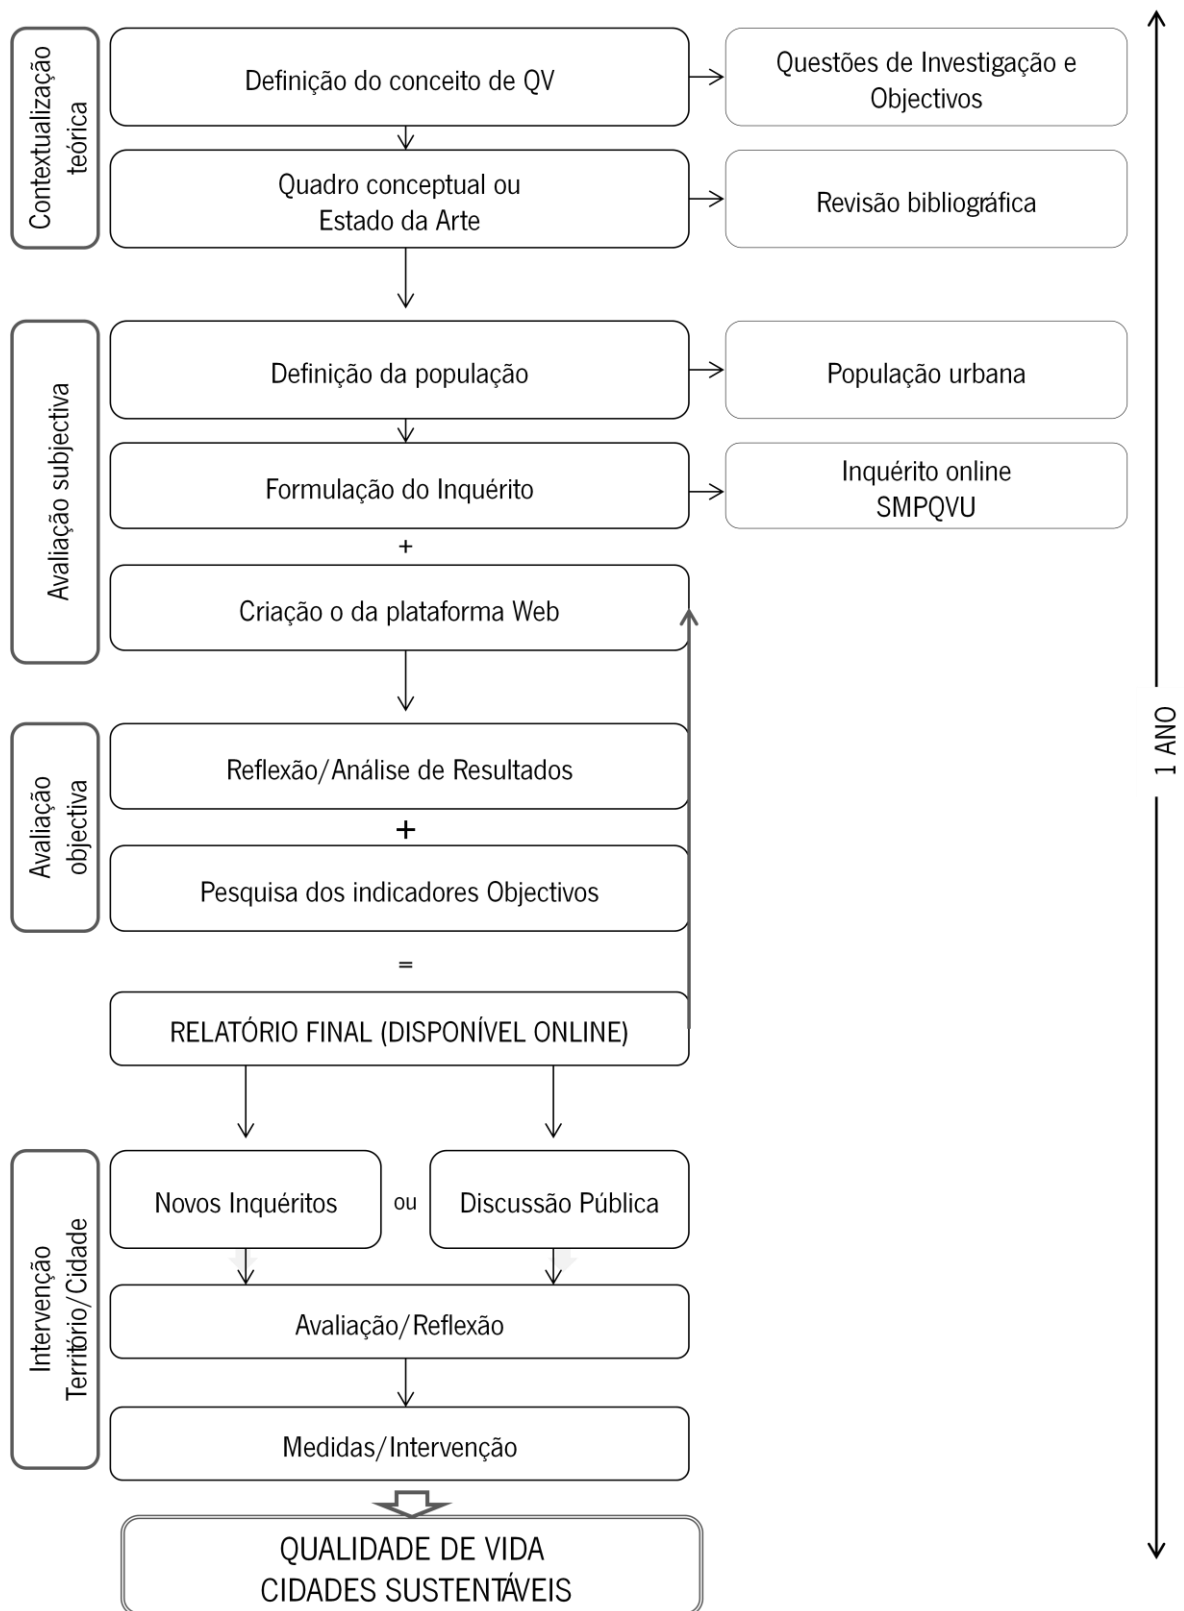 Contextualização
teórica
Definição do conceito de QV
Questões de Investigação e
Objectivos
Quadro conceptual ou
Estado da Arte
Revisão bibliográfica
Avaliação subjectiva
Definição da população
População urbana
Formulação do Inquérito
Inquérito online
SMPQVU
+
Criação o da plataforma Web
Avaliação
objectiva
Reflexão/Análise de Resultados
+
Pesquisa dos indicadores Objectivos
=
RELATÓRIO FINAL (DISPONÍVEL ONLINE)
Intervenção
Território/Cidade
Novos Inquéritos
ou
Discussão Pública
Avaliação/Reflexão
Medidas/Intervenção
QUALIDADE DE VIDA
CIDADES SUSTENTÁVEIS
1 ANO